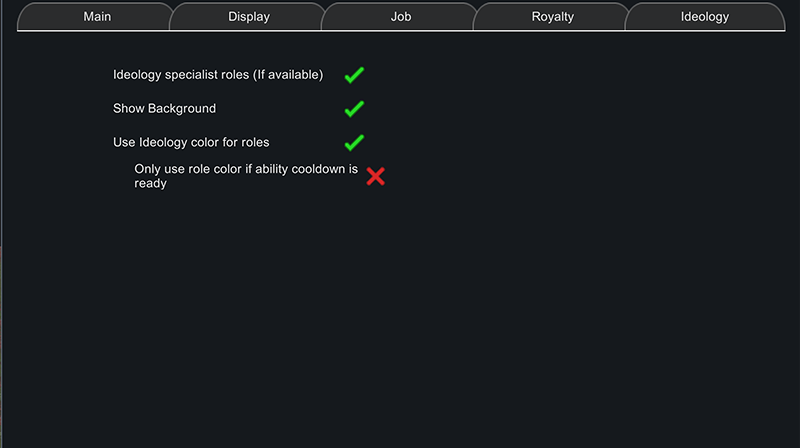 Main
Display
Job
Royalty
Ideology
Ideology specialist roles (If available)
Show Background
Use Ideology color for roles
Only use role color if ability cooldown is
ready